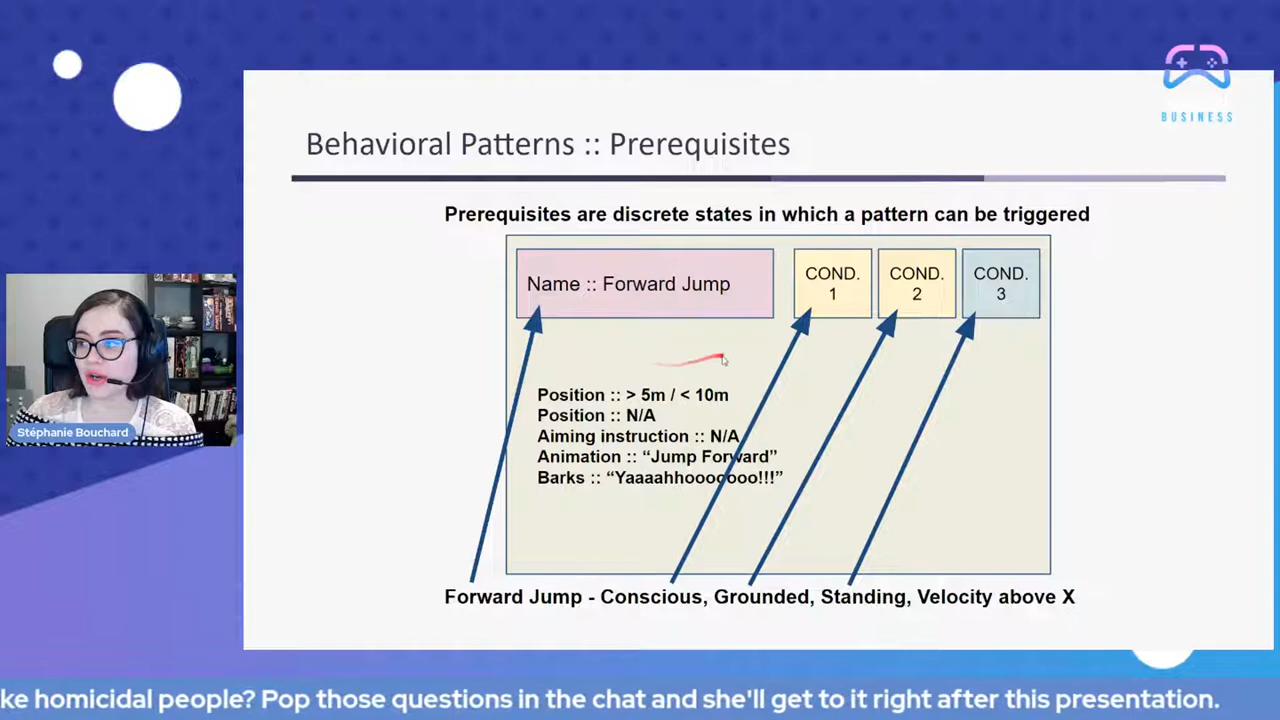 BUSINESS
Behavioral Patterns :: Prerequisites
Prerequisites are discrete states in which a pattern can be triggered
Name :: Forward Jump
COND.
1
COND.
2
COND.
3
Position :: > 5m / < 10m
Position :: N/A
Aiming instruction :: N/A
Animation :: “Jump Forward”
Barks :: “Yaaaahhooooooo!!!”
Forward Jump - Conscious, Grounded, Standing, Velocity above X
Stéphanie Bouchard
ke homicidal people? Pop those questions in the chat and she'll get to it right after this presentation.